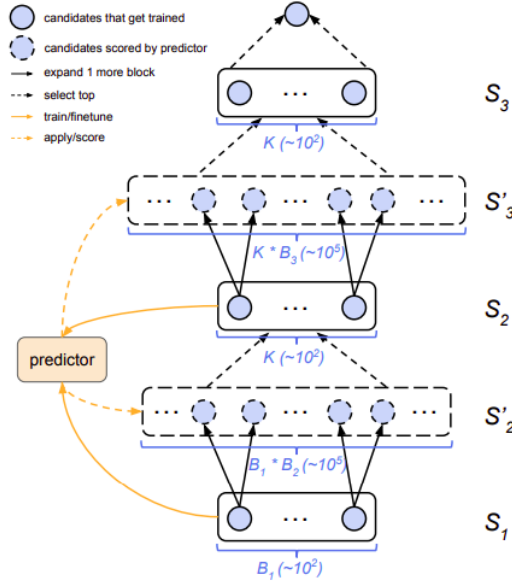 candidates that get trained
candidates scored by predictor
expand 1 more block
select top
train/finetune
apply/score
... S₃
K (~10²)
... ... ... S'₃
K * B₃ (~10⁵)
... S₂
K (~10²)
predictor
... ... ... S'₂
B₁ * B₂ (~10⁵)
... S₁
B₁ (~10²)